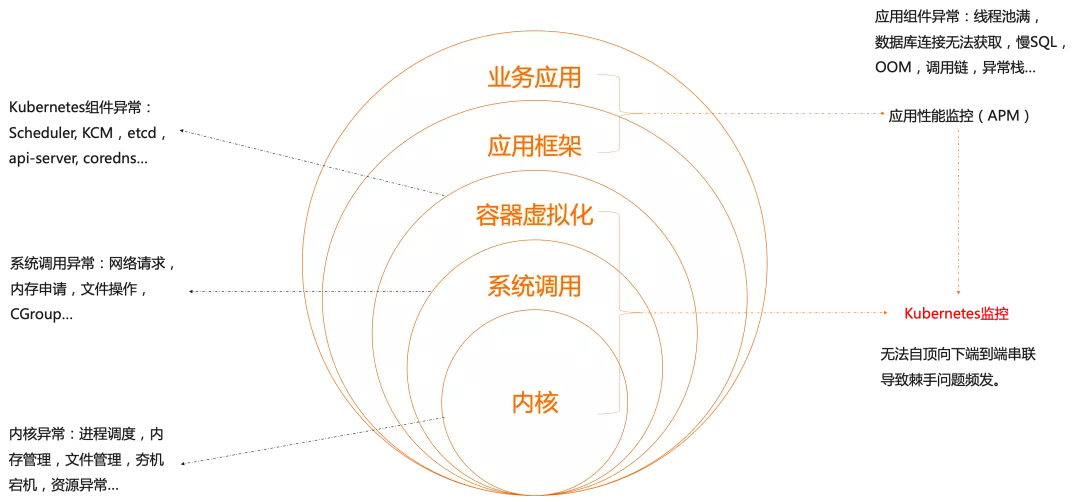 应用组件异常：线程池满，
数据库连接无法获取，慢SQL，
OOM，调用链，异常栈...
业务应用
Kubernetes组件异常：
Scheduler, KCM，etcd，
api-server, coredns...
应用性能监控（APM）
应用框架
容器虚拟化
系统调用异常：网络请求，
内存申请，文件操作，
CGroup...
系统调用
Kubernetes监控
无法自顶向下端到端串联
导致棘手问题频发。
内核
内核异常：进程调度，内
存管理，文件管理，夯机
宕机，资源异常...